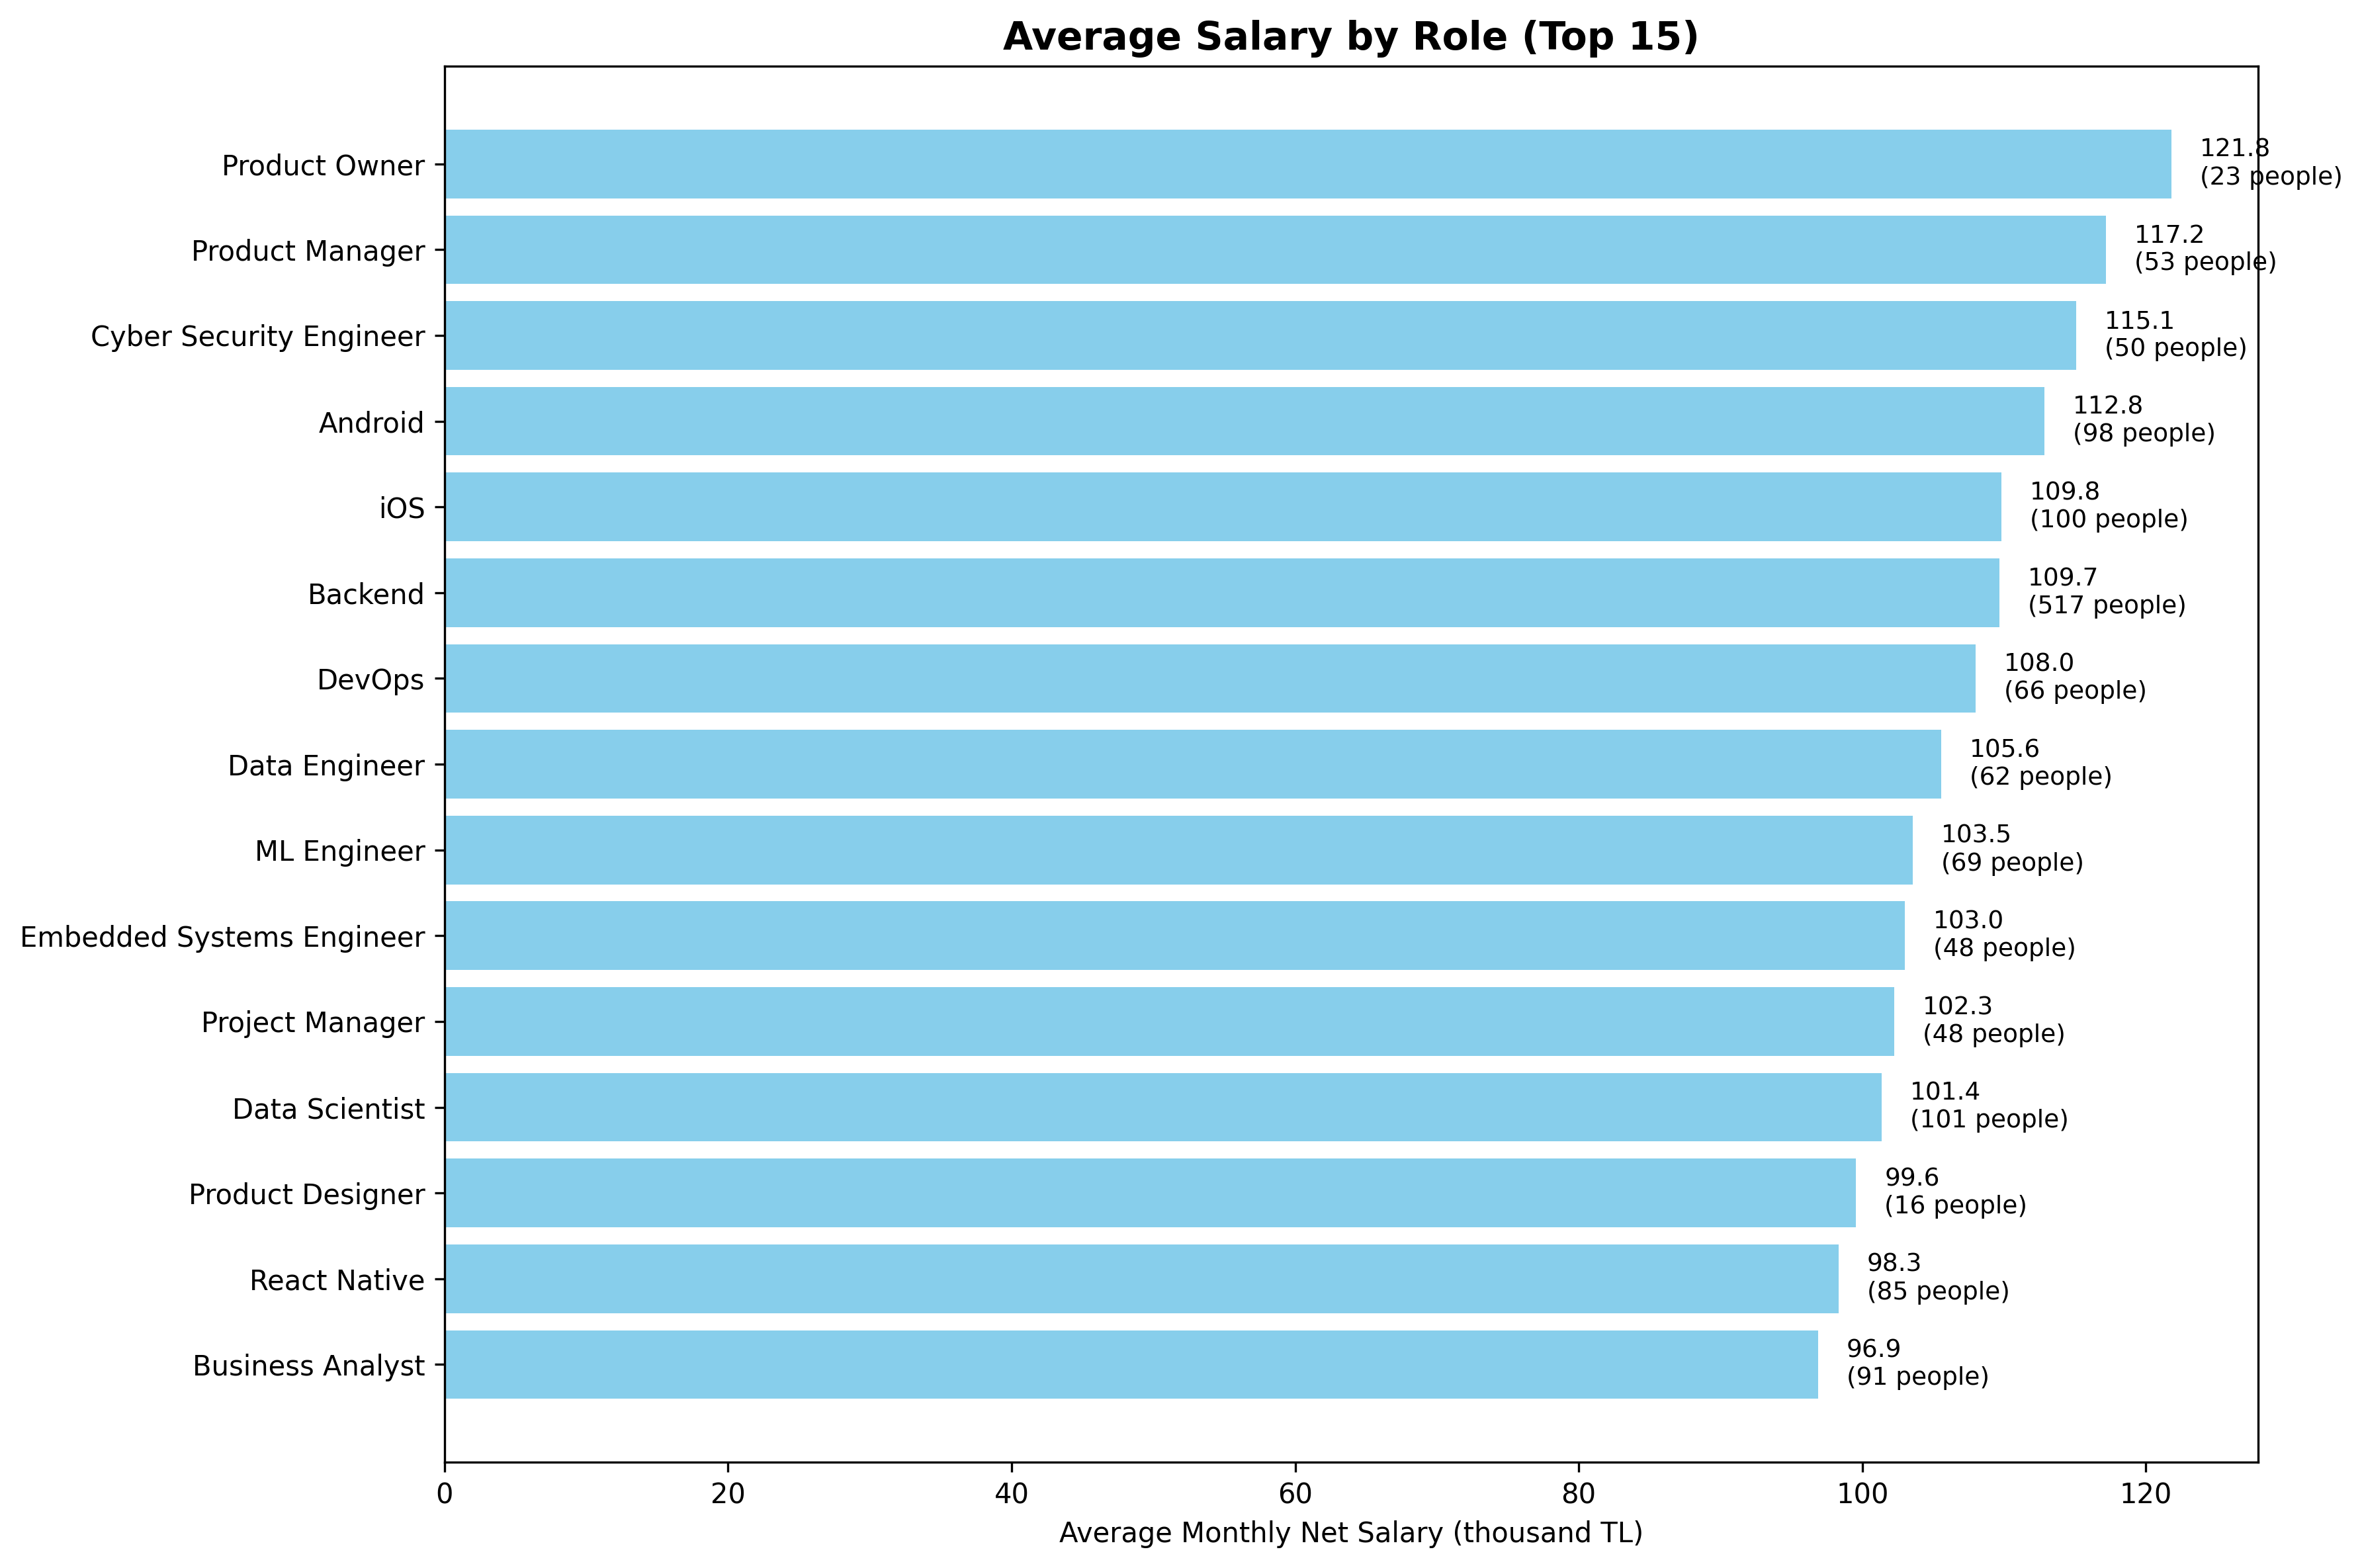 Average Salary by Role (Top 15)
Product Owner
121.8
(23 people)
Product Manager
117.2
(53 people)
Cyber Security Engineer
115.1
(50 people)
Android
112.8
(98 people)
iOS
109.8
(100 people)
Backend
109.7
(517 people)
DevOps
108.0
(66 people)
Data Engineer
105.6
(62 people)
ML Engineer
103.5
(69 people)
Embedded Systems Engineer
103.0
(48 people)
Project Manager
102.3
(48 people)
Data Scientist
101.4
(101 people)
Product Designer
99.6
(16 people)
React Native
98.3
(85 people)
Business Analyst
96.9
(91 people)
0 20 40 60 80 100 120
Average Monthly Net Salary (thousand TL)